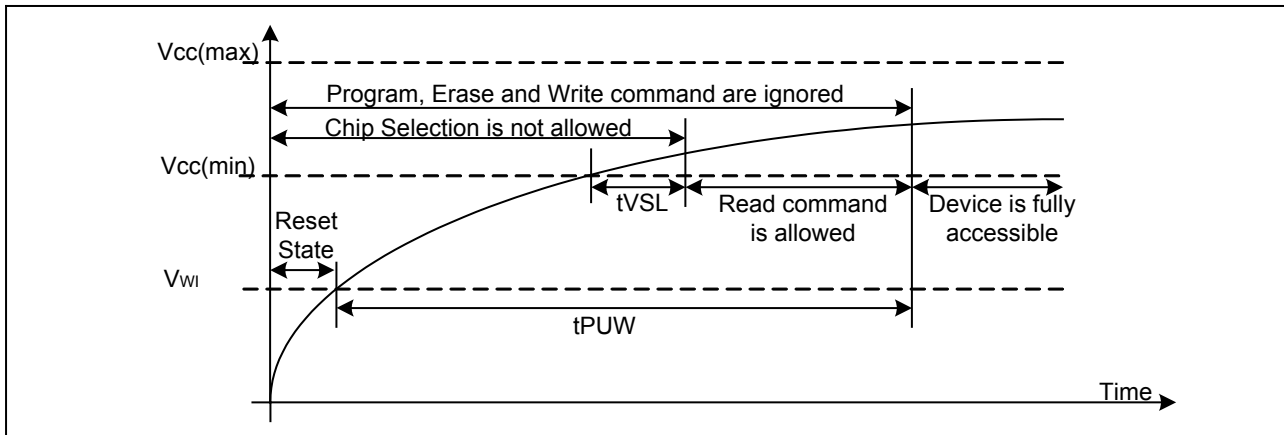 Vcc(max)
Program, Erase and Write command are ignored
Chip Selection is not allowed
Vcc(min)
tVSL
Read command
is allowed
Device is fully
accessible
Reset
State
VWI
tPUW
Time